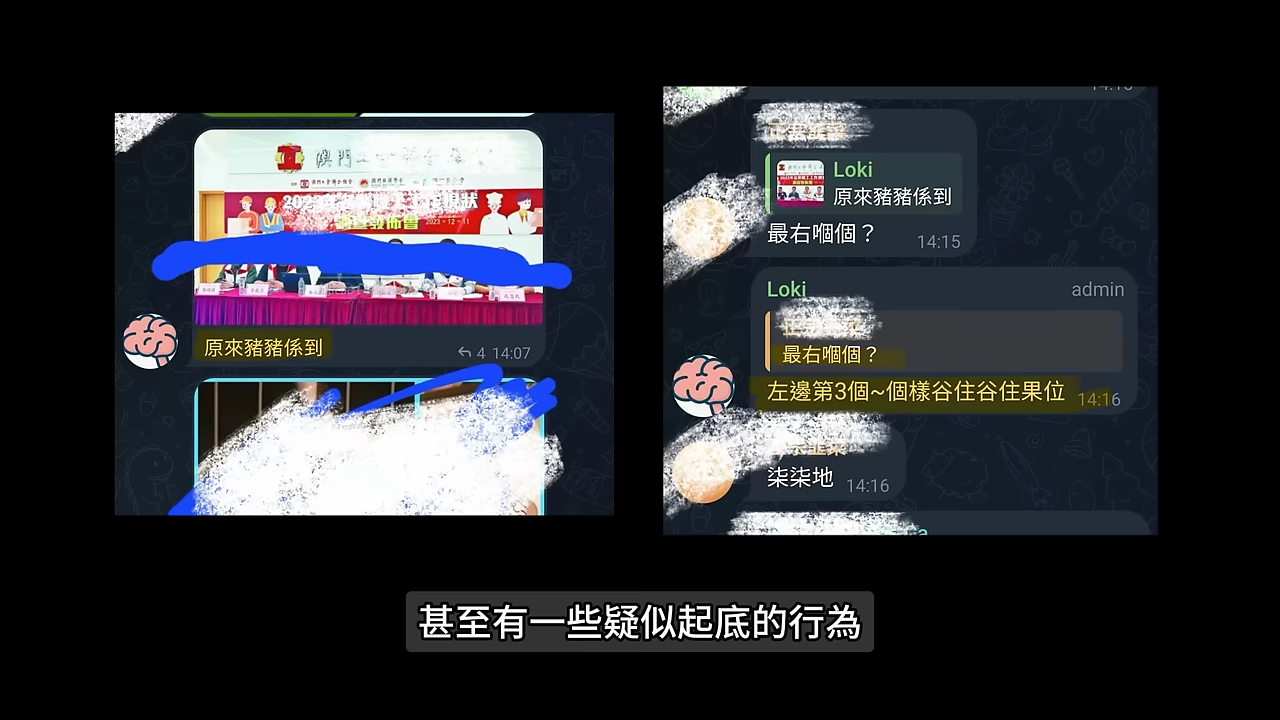 2023
2023・12・11
原來豬豬係到
4 14:07
Loki
原來豬豬係到
最右嗰個？
14:15
Loki
admin
最右嗰個？
左邊第3個~個樣谷住谷住果位
14:16
柒柒地
14:16
甚至有一些疑似起底的行為